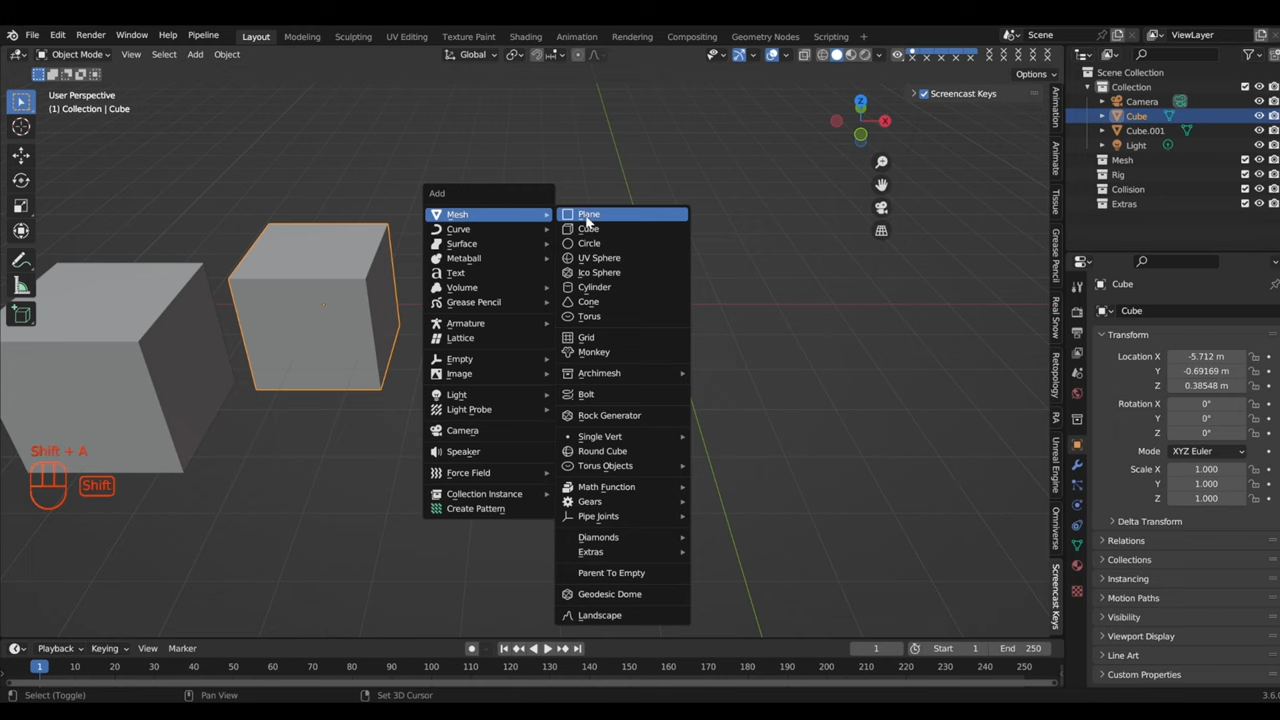 File Edit Render Window Help Pipeline Layout Modeling Sculpting UV Editing Texture Paint Shading Animation Rendering Compositing Geometry Nodes Scripting + Scene ViewLayer
Object Mode View Select Add Object Global
Options
User Perspective
(1) Collection | Cube
Screencast Keys
Z
X
Add
Mesh
Curve
Surface
Metaball
Text
Volume
Grease Pencil
Armature
Lattice
Empty
Image
Light
Light Probe
Camera
Speaker
Force Field
Collection Instance
Create Pattern
Plane
Cube
Circle
UV Sphere
Ico Sphere
Cylinder
Cone
Torus
Grid
Monkey
Archimesh
Bolt
Rock Generator
Single Vert
Round Cube
Torus Objects
Math Function
Gears
Pipe Joints
Diamonds
Extras
Parent To Empty
Geodesic Dome
Landscape
Shift + A
Shift
Animation
Animate
Tissue
Grease Pencil
Real Snow
Retopology
RA
Unreal Engine
Omniverse
Screencast Keys
Scene Collection
Collection
Camera
Cube
Cube.001
Light
Mesh
Rig
Collision
Extras
Cube
Cube
Transform
Location X -5.712 m
Y -0.69169 m
Z 0.38548 m
Rotation X 0°
Y 0°
Z 0°
Mode XYZ Euler
Scale X 1.000
Y 1.000
Z 1.000
Delta Transform
Relations
Collections
Instancing
Motion Paths
Visibility
Viewport Display
Line Art
Custom Properties
Playback Keying View Marker 1 Start 1 End 250
1 10 20 30 40 50 60 70 80 90 100 110 120 130 140 150 160 170 180 190 200 210 220 230 240 250
Select (Toggle) Pan View Set 3D Cursor 3.6.0